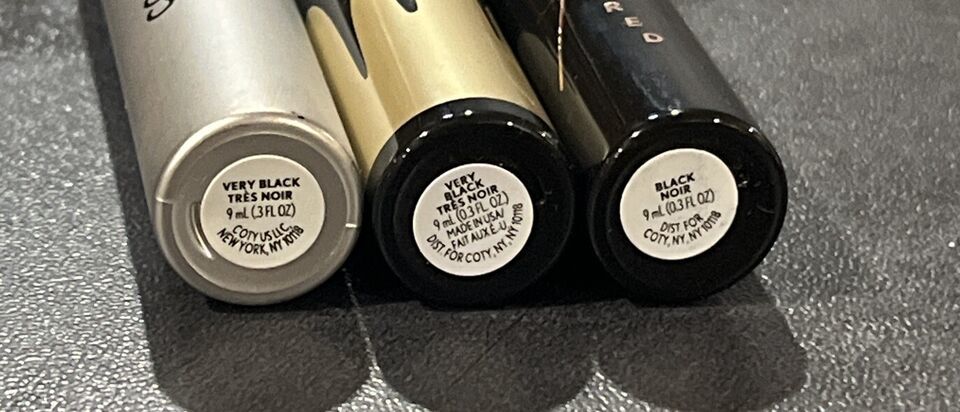 VERY BLACK
TRÈS NOIR
9 mL (.3 FL OZ)
COTY US LLC,
NEW YORK, NY 10118
VERY
BLACK
TRÈS NOIR
9 mL (0.3 FL OZ)
MADE IN USA/
FAIT AUX É.-U
DIST. FOR COTY, NY, NY 10118
RED
BLACK
NOIR
9 mL (0.3 FL OZ)
DIST. FOR
COTY, NY, NY 10118